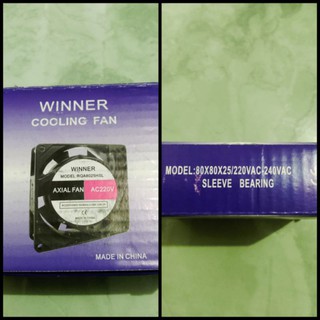 WINNER
COOLING FAN
WINNER
AXIAL FAN
AC220V
MADE IN CHINA
MODEL:80X80X25/220VAC/240VAC
SLEEVE BEARING